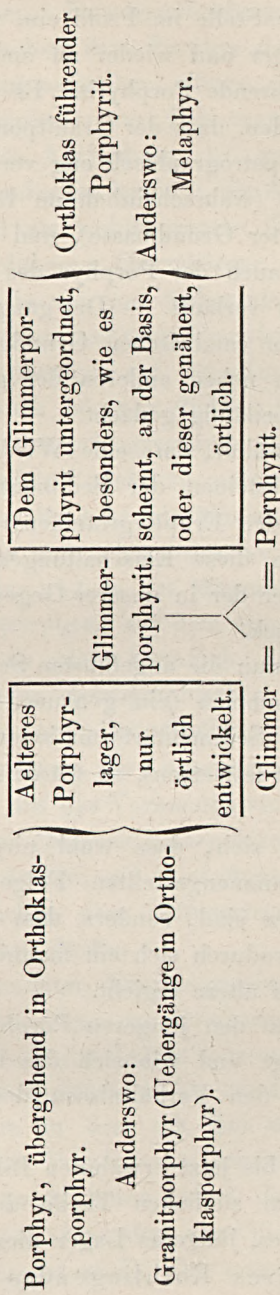 Porphyr, übergehend in Orthoklas-
porphyr.
Anderswo:
Granitporphyr (Uebergänge in Ortho-
klasporphyr).
Aelteres
Porphyr-
lager,
nur
örtlich
entwickelt.
Glimmer-
porphyrit.
Dem Glimmerpor-
phyrit untergeordnet,
besonders, wie es
scheint, an der Basis,
oder dieser genähert,
örtlich.
Orthoklas führender
Porphyrit.
Anderswo:
Melaphyr.
Glimmer = Porphyrit.